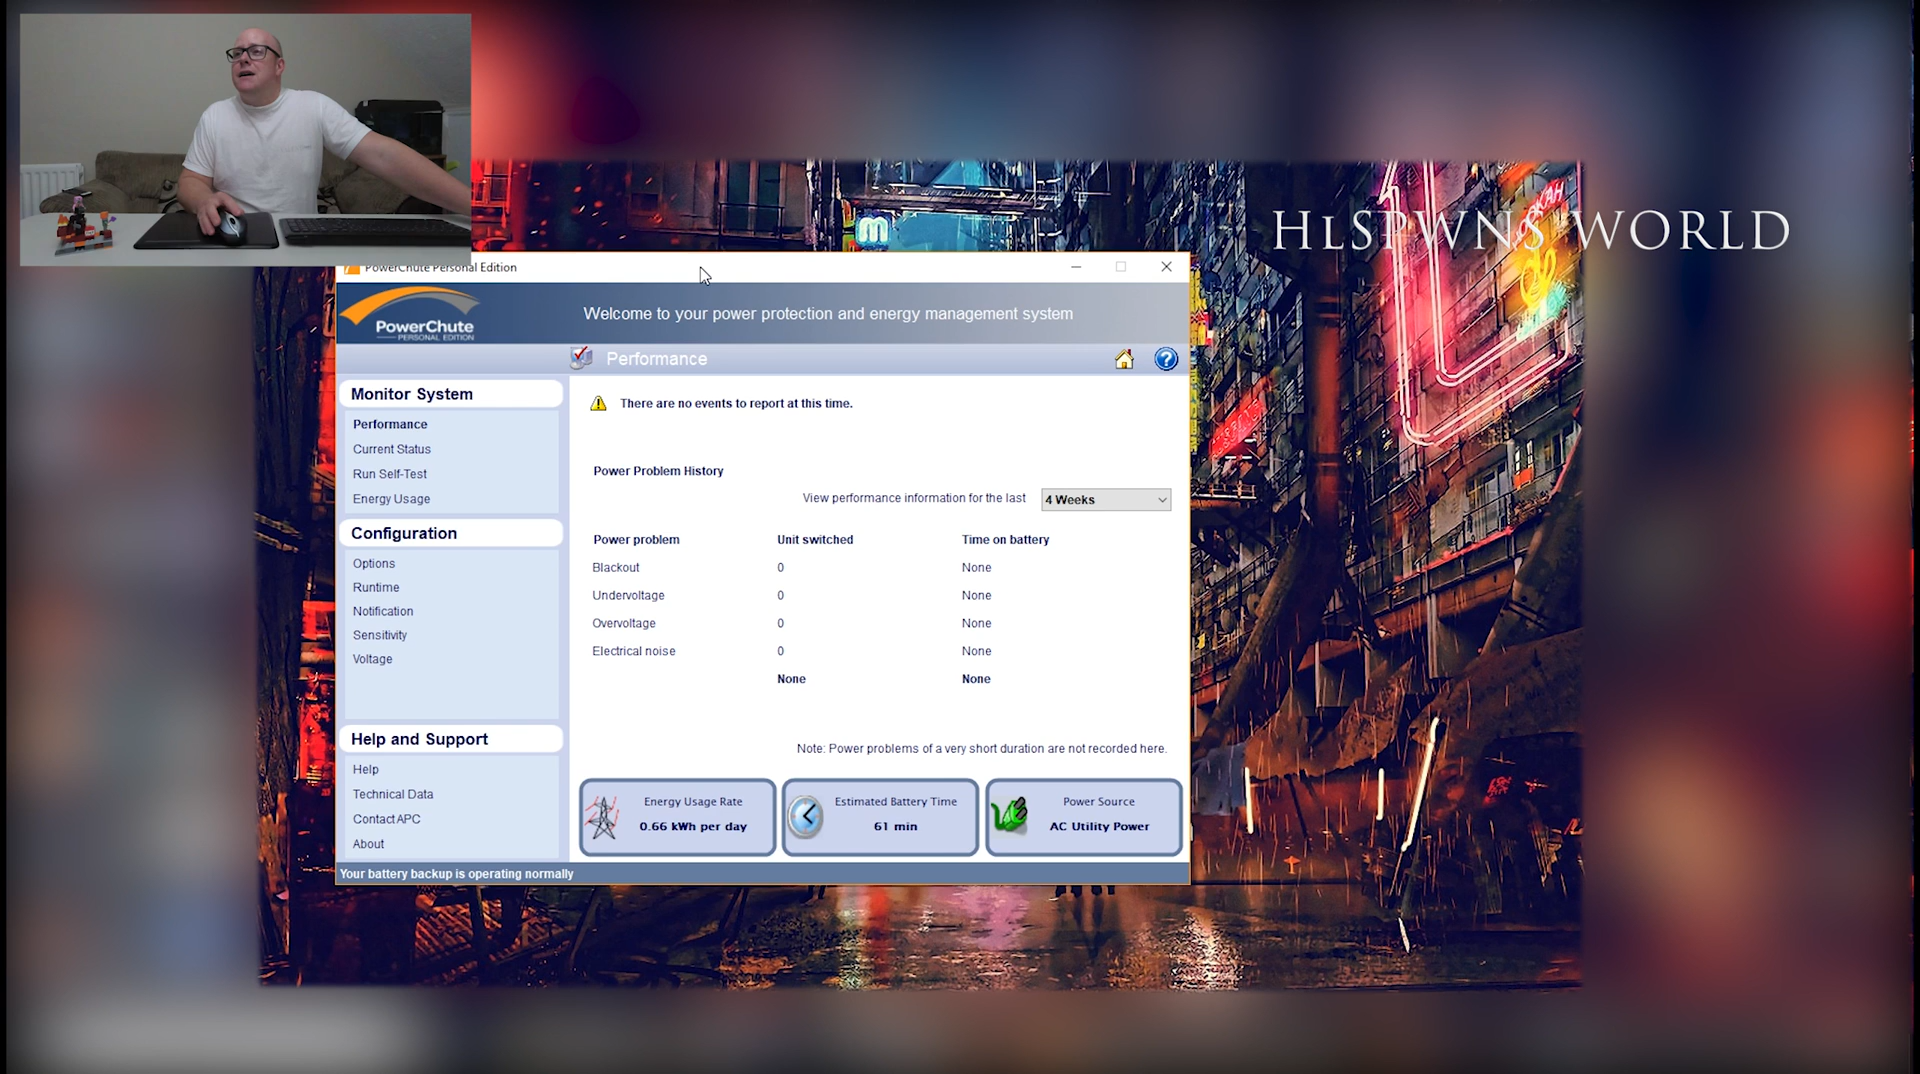 HLSPWNS WORLD
PowerChute Personal Edition
PowerChute
PERSONAL EDITION
Welcome to your power protection and energy management system
Performance
Monitor System
Performance
Current Status
Run Self-Test
Energy Usage
Configuration
Options
Runtime
Notification
Sensitivity
Voltage
Help and Support
Help
Technical Data
Contact APC
About
There are no events to report at this time.
Power Problem History
View performance information for the last 4 Weeks
Power problem Unit switched Time on battery
Blackout 0 None
Undervoltage 0 None
Overvoltage 0 None
Electrical noise 0 None
None None
Note: Power problems of a very short duration are not recorded here.
Energy Usage Rate
0.66 kWh per day
Estimated Battery Time
61 min
Power Source
AC Utility Power
Your battery backup is operating normally
m